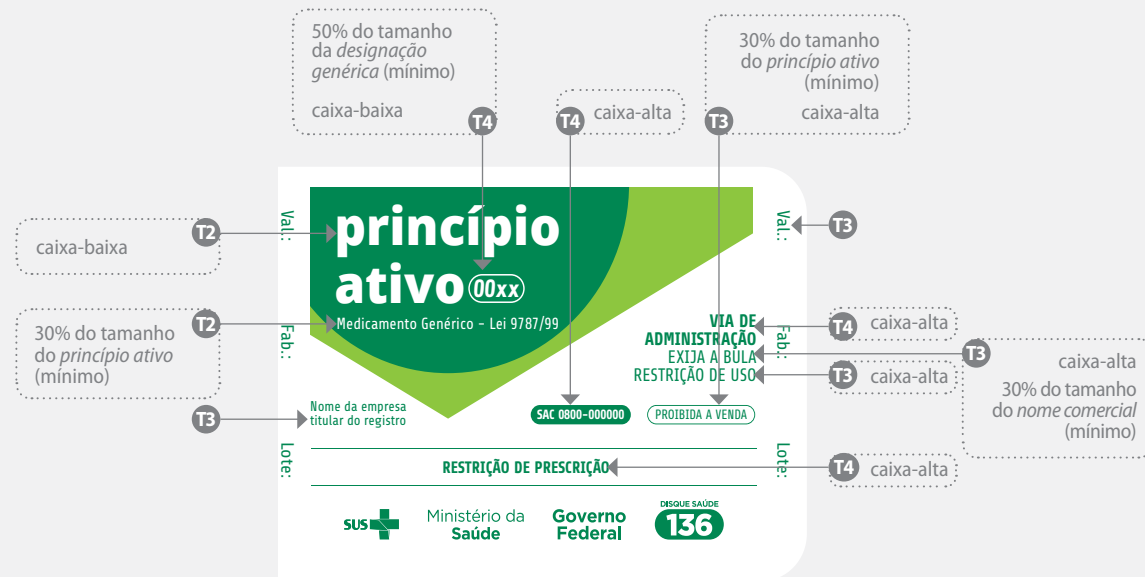 50% do tamanho
da designação
genérica (mínimo)
caixa-baixa
T4
T4
caixa-alta
30% do tamanho
do princípio ativo
(mínimo)
caixa-alta
T3
caixa-baixa
T2
30% do tamanho
do princípio ativo
(mínimo)
T2
T3
Val.:
Fab.:
Lote:
princípio
ativo 00xx
Medicamento Genérico - Lei 9787/99
VIA DE
ADMINISTRAÇÃO
EXIJA A BULA
RESTRIÇÃO DE USO
Nome da empresa
titular do registro
SAC 0800-000000
PROIBIDA A VENDA
RESTRIÇÃO DE PRESCRIÇÃO
SUS
Ministério da
Saúde
Governo
Federal
DISQUE SAÚDE
136
Val.:
Fab.:
Lote:
T3
T4 caixa-alta
T3 caixa-alta
T3
caixa-alta
30% do tamanho
do nome comercial
(mínimo)
T4 caixa-alta